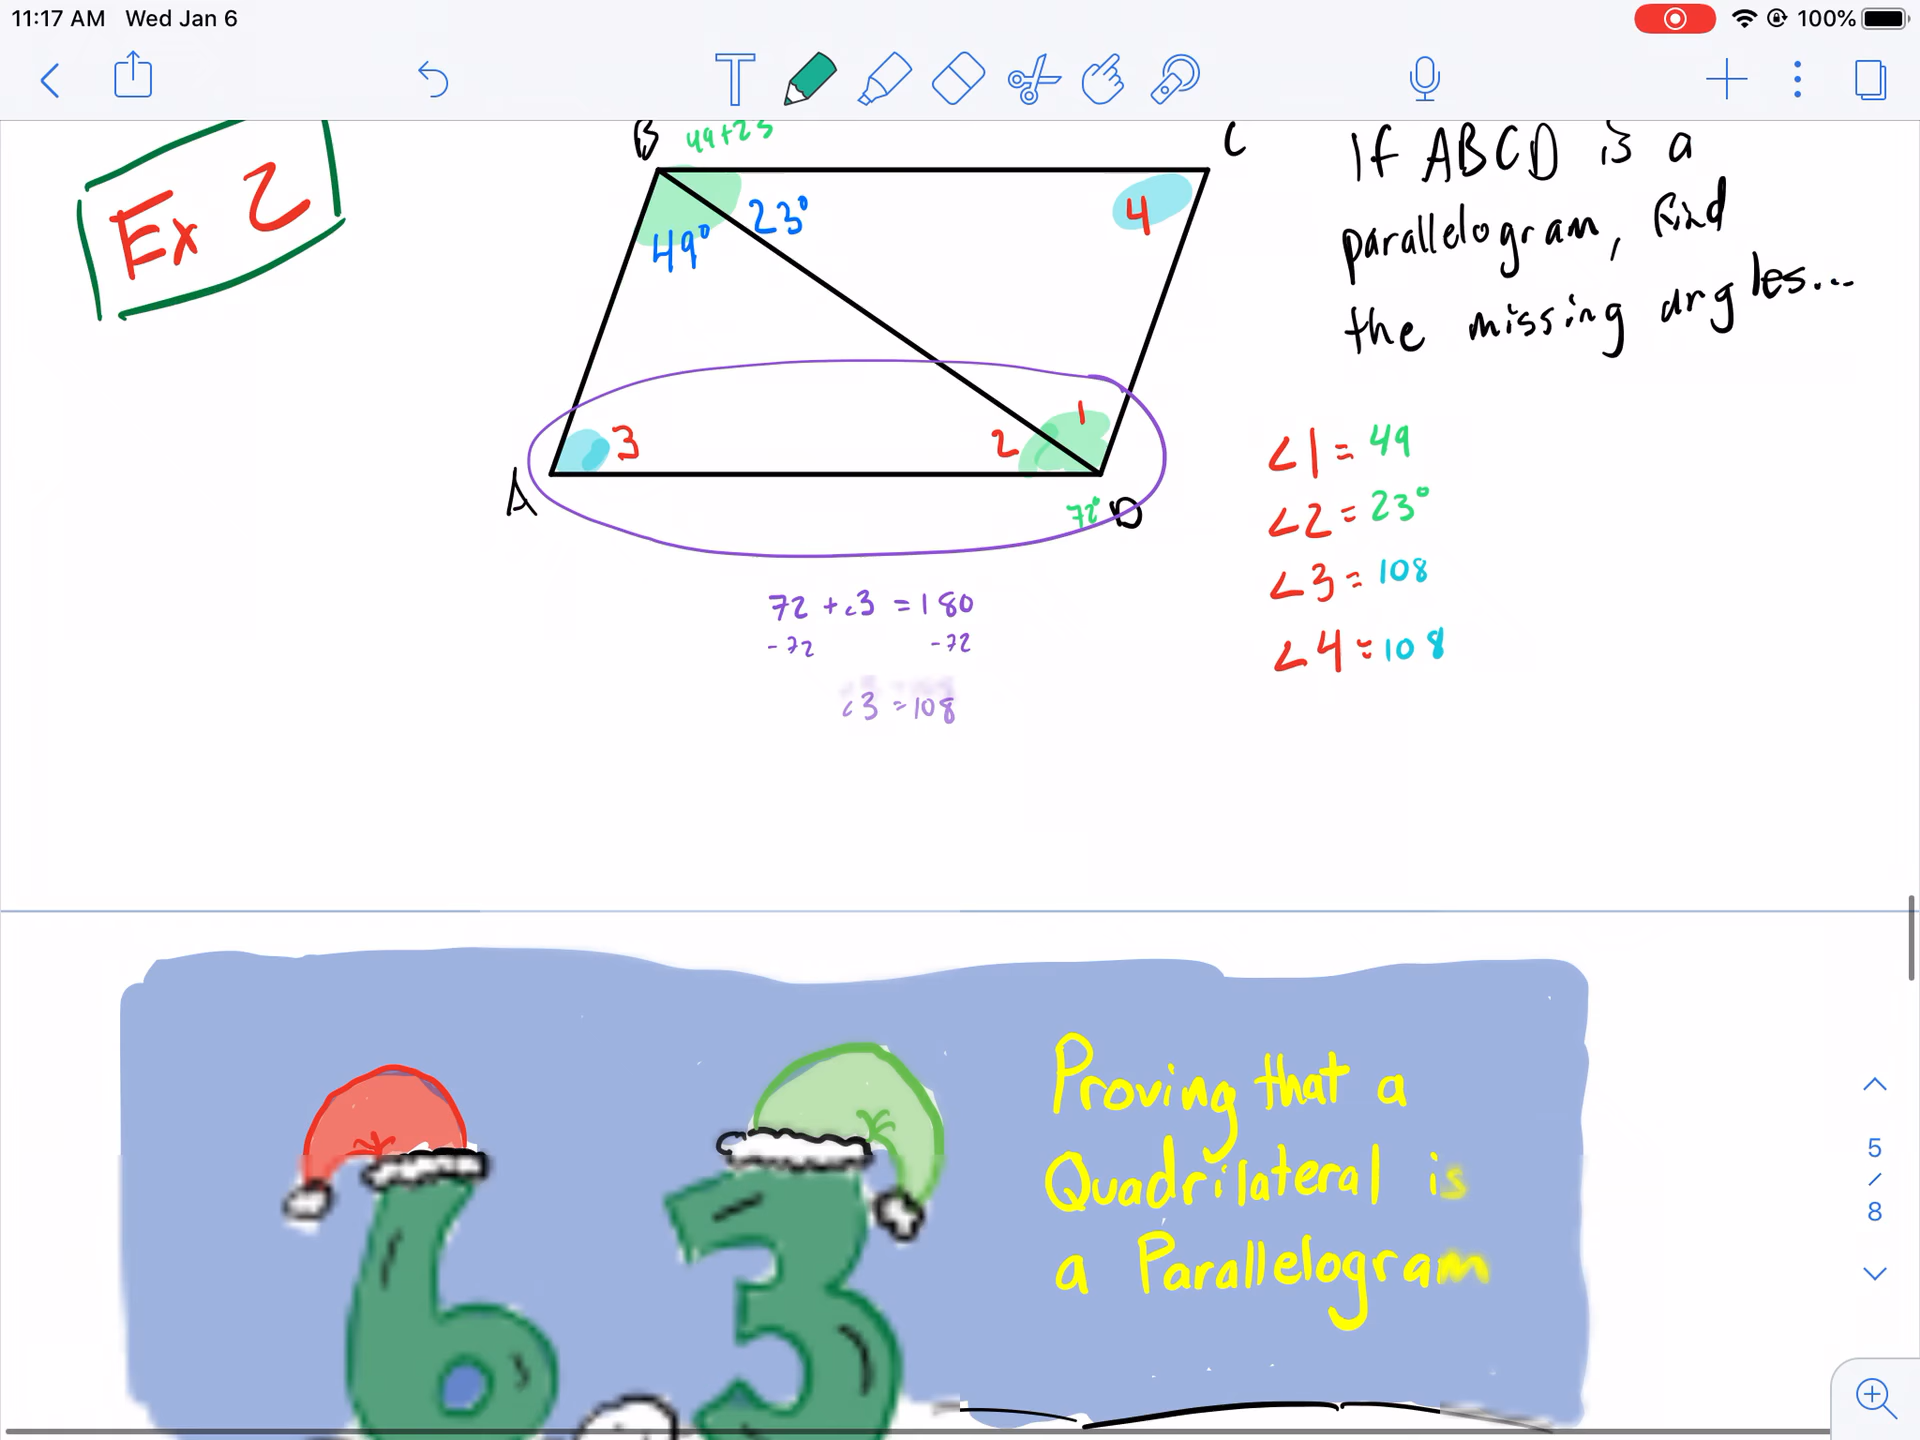 11:17 AM Wed Jan 6
100%
Ex 2
B
49+23
C
49° 23°
4
3
2
1
A
72° D
If ABCD is a
parallelogram, find
the missing angles...
∠1 = 49
∠2 = 23°
∠3 = 108
∠4 = 108
72 + ∠3 = 180
-72 -72
∠3 = 108
6.3
Proving that a
Quadrilateral is
a Parallelogram
5
/
8